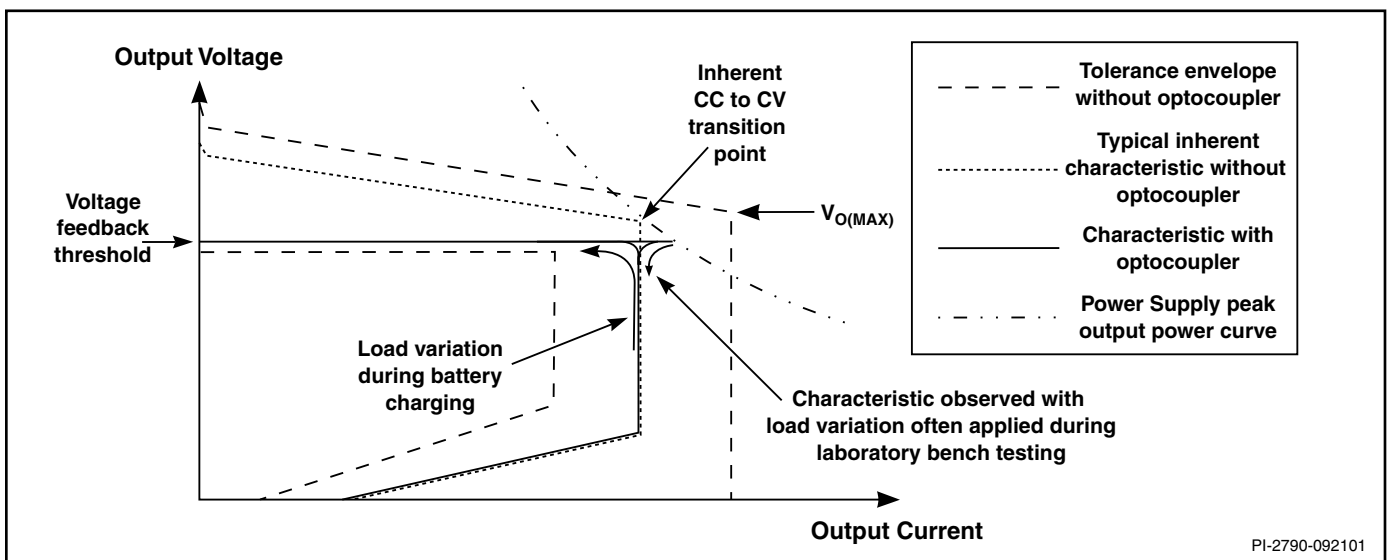 Output Voltage
Inherent
CC to CV
transition
point
Tolerance envelope
without optocoupler
Typical inherent
characteristic without
optocoupler
Characteristic with
optocoupler
Power Supply peak
output power curve
Voltage
feedback
threshold
VO(MAX)
Load variation
during battery
charging
Characteristic observed with
load variation often applied during
laboratory bench testing
Output Current
PI-2790-092101